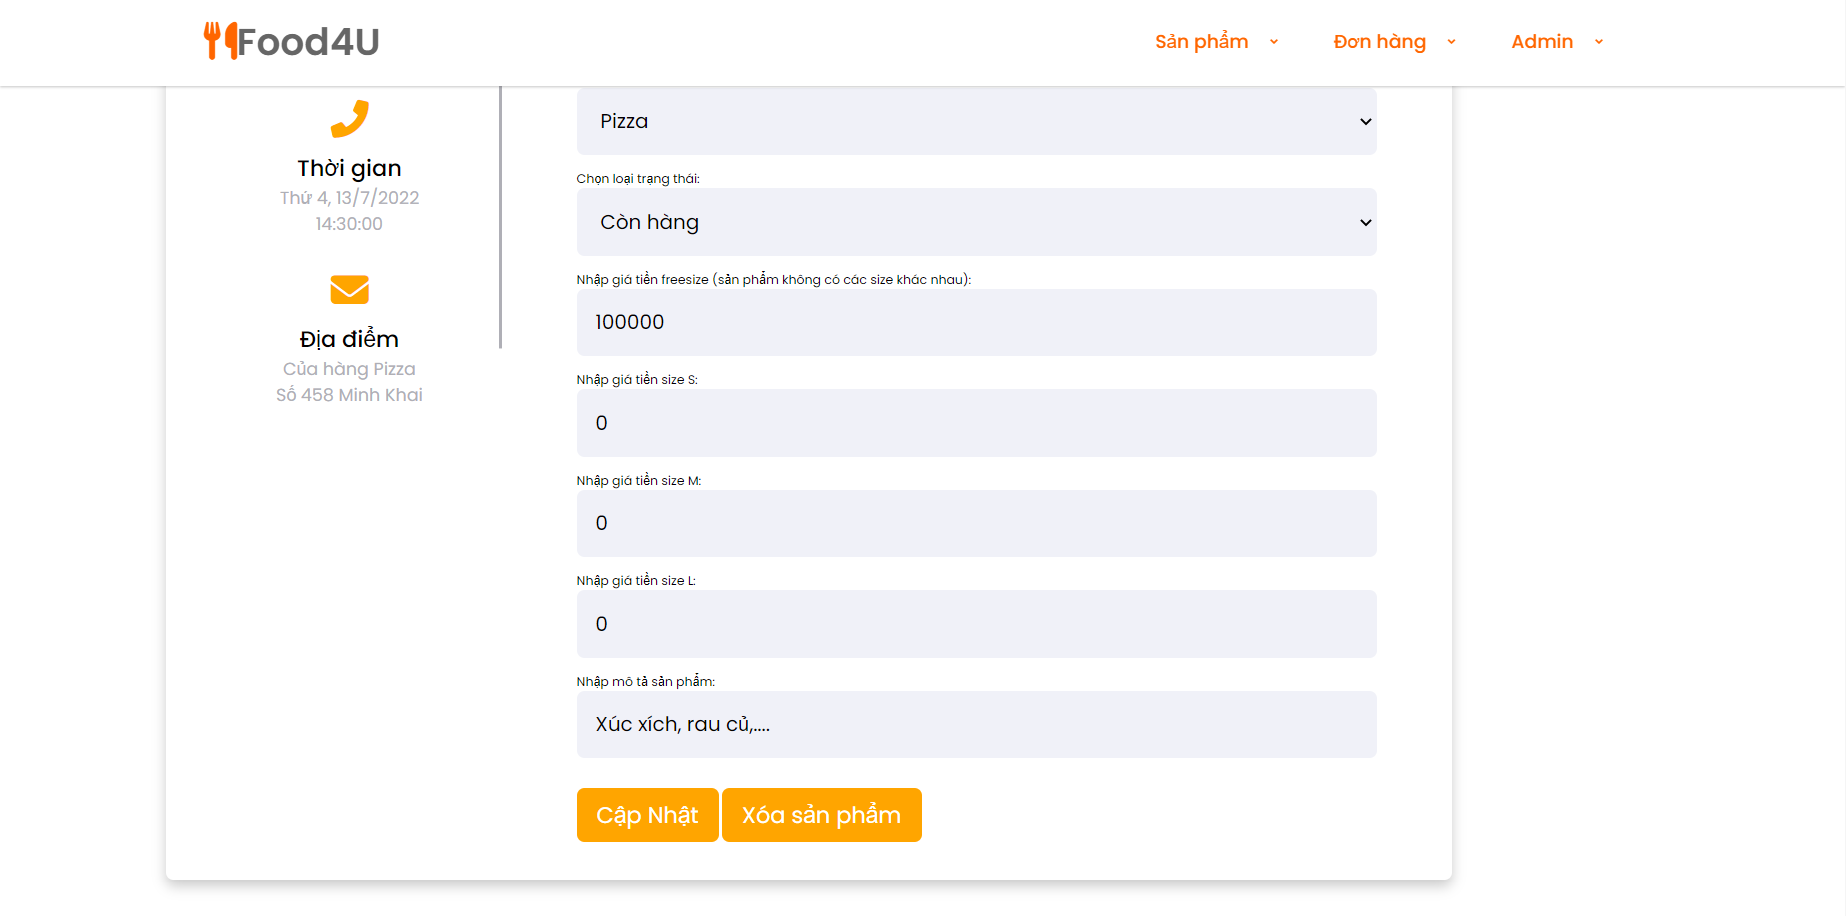 Food4U
Sản phẩm
Đơn hàng
Admin
Thời gian
Thứ 4, 13/7/2022
14:30:00
Địa điểm
Của hàng Pizza
Số 458 Minh Khai
Pizza
Chọn loại trạng thái:
Còn hàng
Nhập giá tiền freesize (sản phẩm không có các size khác nhau):
100000
Nhập giá tiền size S:
0
Nhập giá tiền size M:
0
Nhập giá tiền size L:
0
Nhập mô tả sản phẩm:
Xúc xích, rau củ,....
Cập Nhật
Xóa sản phẩm